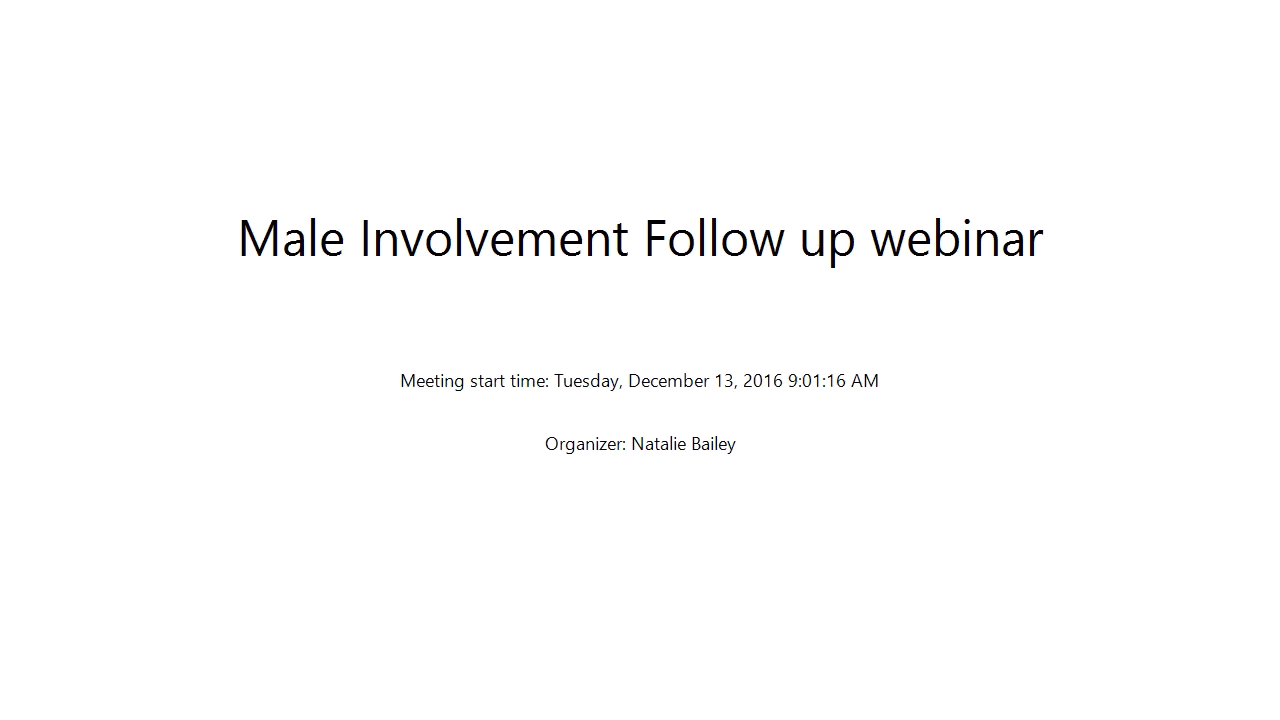 Male Involvement Follow up webinar
Meeting start time: Tuesday, December 13, 2016 9:01:16 AM
Organizer: Natalie Bailey